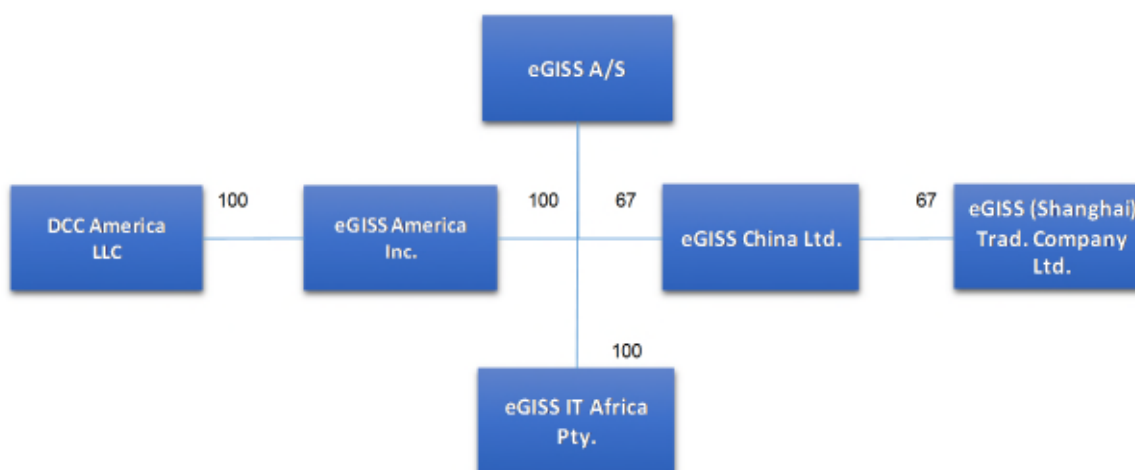 eGISS A/S
100
100
67
67
DCC America
LLC
eGISS America
Inc.
eGISS China Ltd.
eGISS (Shanghai)
Trad. Company
Ltd.
100
eGISS IT Africa
Pty.